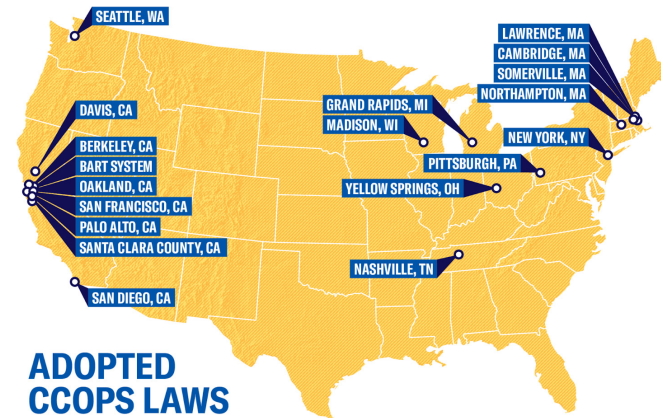 SEATTLE, WA
LAWRENCE, MA
CAMBRIDGE, MA
SOMERVILLE, MA
NORTHAMPTON, MA
GRAND RAPIDS, MI
MADISON, WI
NEW YORK, NY
PITTSBURGH, PA
YELLOW SPRINGS, OH
DAVIS, CA
BERKELEY, CA
BART SYSTEM
OAKLAND, CA
SAN FRANCISCO, CA
PALO ALTO, CA
SANTA CLARA COUNTY, CA
NASHVILLE, TN
SAN DIEGO, CA
ADOPTED
CCOPS LAWS